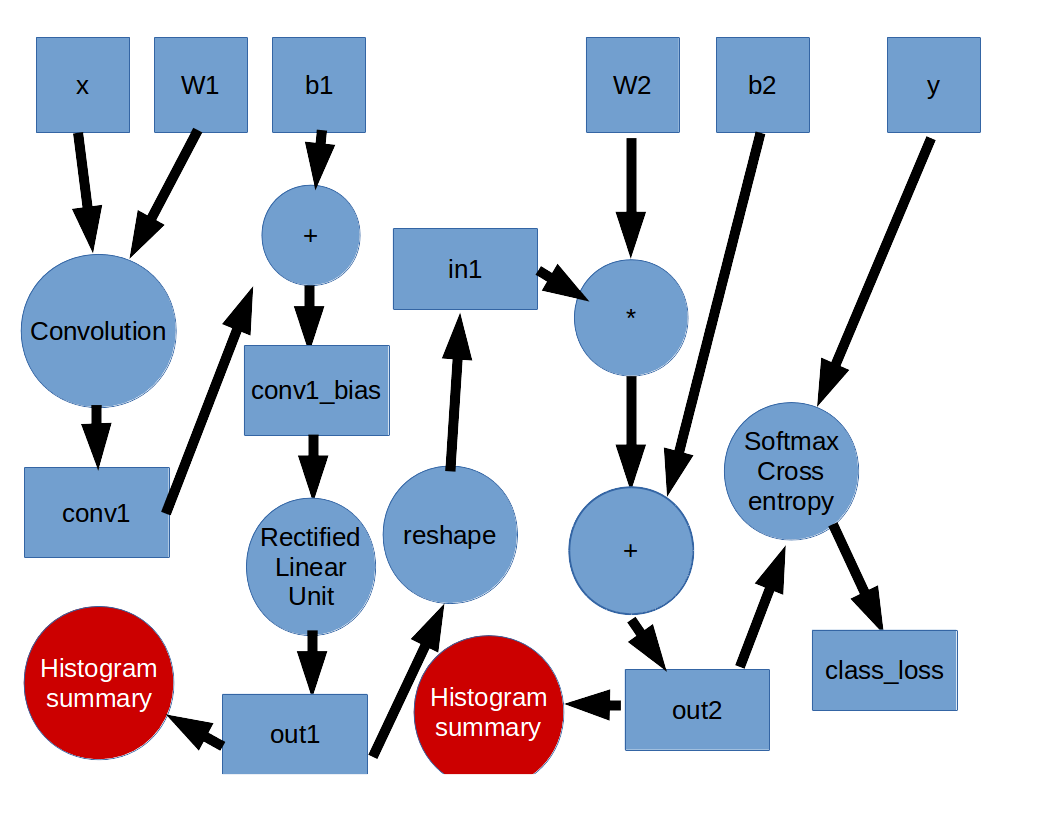 x
W1
b1
W2
b2
y
+
in1
*
Convolution
conv1_bias
Softmax
Cross
entropy
conv1
Rectified
Linear
Unit
reshape
+
Histogram
summary
out1
Histogram
summary
out2
class_loss